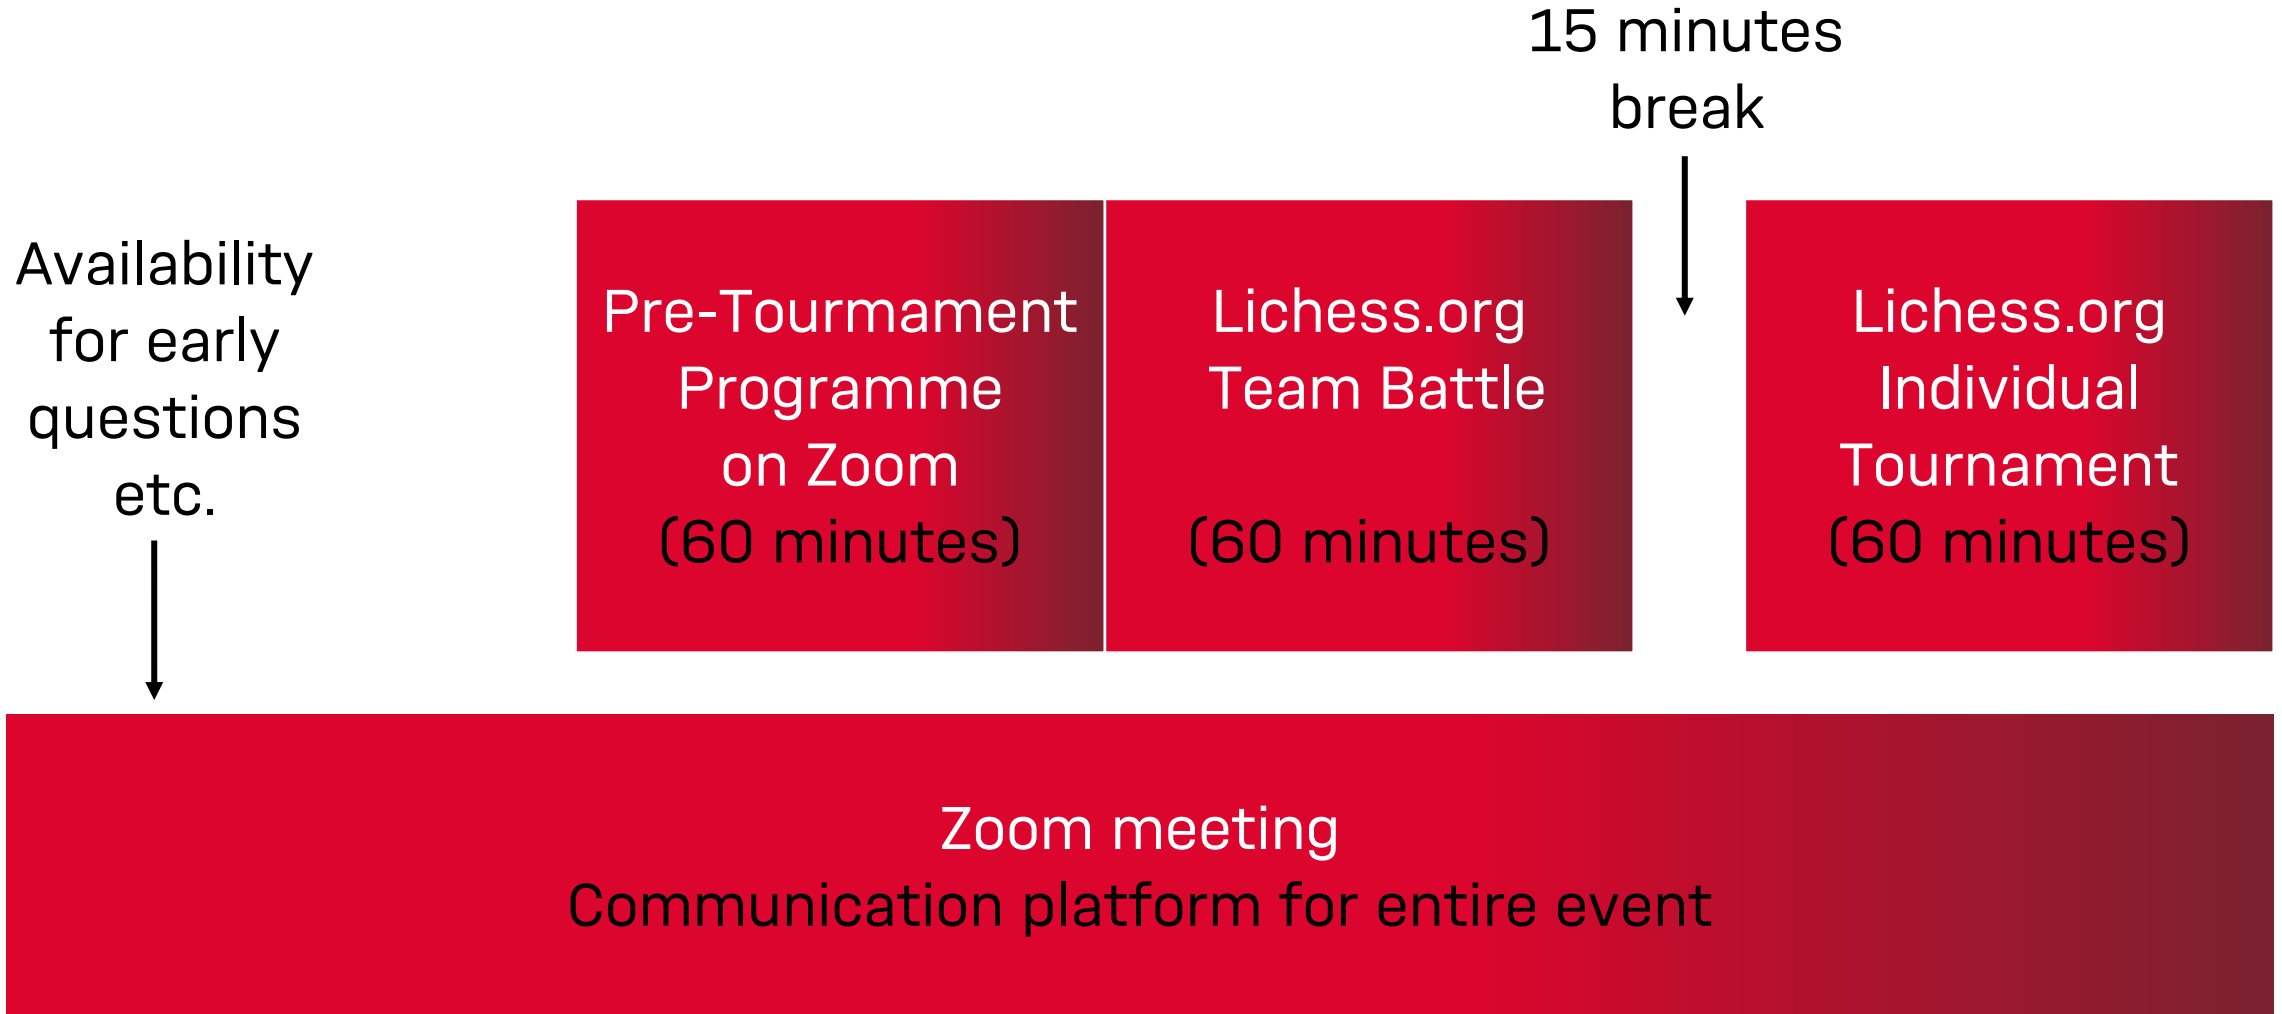 15 minutes
break
Availability
for early
questions
etc.
Pre-Tourmament
Programme
on Zoom
(60 minutes)
Lichess.org
Team Battle
(60 minutes)
Lichess.org
Individual
Tournament
(60 minutes)
Zoom meeting
Communication platform for entire event